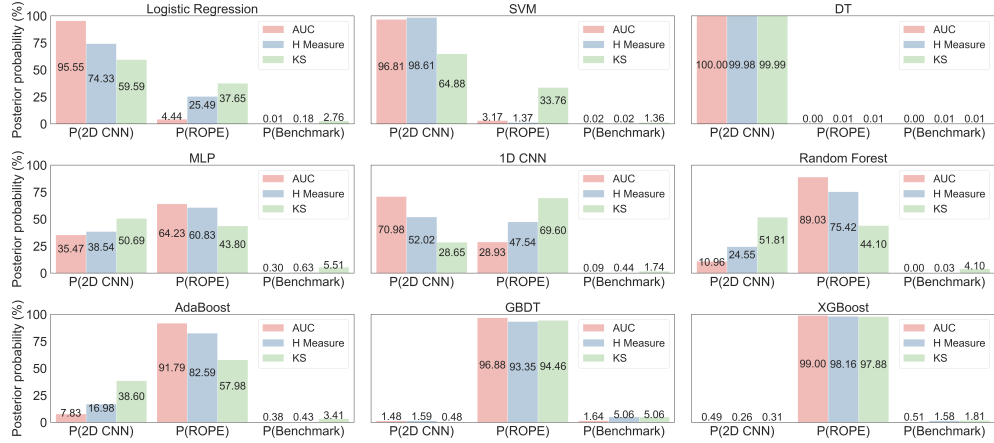 Logistic Regression
Posterior probability (%)
100
75
50
25
0
AUC
H Measure
KS
95.55
74.33
59.59
4.44
25.49
37.65
0.01 0.18 2.76
P(2D CNN) P(ROPE) P(Benchmark)
SVM
AUC
H Measure
KS
96.81
98.61
64.88
3.17 1.37
33.76
0.02 0.02 1.36
P(2D CNN) P(ROPE) P(Benchmark)
DT
AUC
H Measure
KS
100.00 99.98 99.99
0.00 0.01 0.01
0.00 0.01 0.01
P(2D CNN) P(ROPE) P(Benchmark)
MLP
Posterior probability (%)
100
75
50
25
0
AUC
H Measure
KS
35.47 38.54 50.69
64.23 60.83 43.80
0.30 0.63 5.51
P(2D CNN) P(ROPE) P(Benchmark)
1D CNN
AUC
H Measure
KS
70.98
52.02
28.65
28.93
47.54
69.60
0.09 0.44 1.74
P(2D CNN) P(ROPE) P(Benchmark)
Random Forest
AUC
H Measure
KS
10.96
24.55
51.81
89.03
75.42
44.10
0.00 0.03 4.10
P(2D CNN) P(ROPE) P(Benchmark)
AdaBoost
Posterior probability (%)
100
75
50
25
0
AUC
H Measure
KS
7.83
16.98
38.60
91.79
82.59
57.98
0.38 0.43 3.41
P(2D CNN) P(ROPE) P(Benchmark)
GBDT
AUC
H Measure
KS
1.48 1.59 0.48
96.88 93.35 94.46
1.64 5.06 5.06
P(2D CNN) P(ROPE) P(Benchmark)
XGBoost
AUC
H Measure
KS
0.49 0.26 0.31
99.00 98.16 97.88
0.51 1.58 1.81
P(2D CNN) P(ROPE) P(Benchmark)